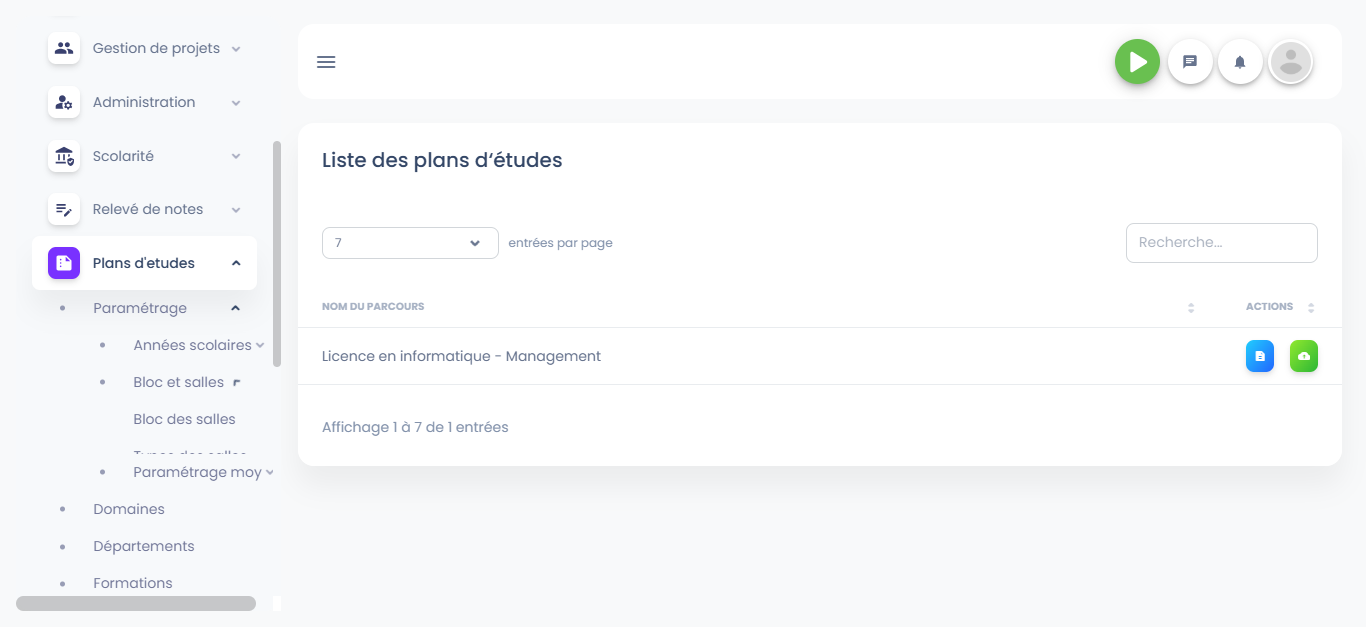 Gestion de projets
Administration
Scolarité
Relevé de notes
Plans d'etudes
Paramétrage
Années scolaires
Bloc et salles
Bloc des salles
Paramétrage moy
Domaines
Départements
Formations
Liste des plans d’études
7
entrées par page
Recherche...
NOM DU PARCOURS
ACTIONS
Licence en informatique - Management
Affichage 1 à 7 de 1 entrées